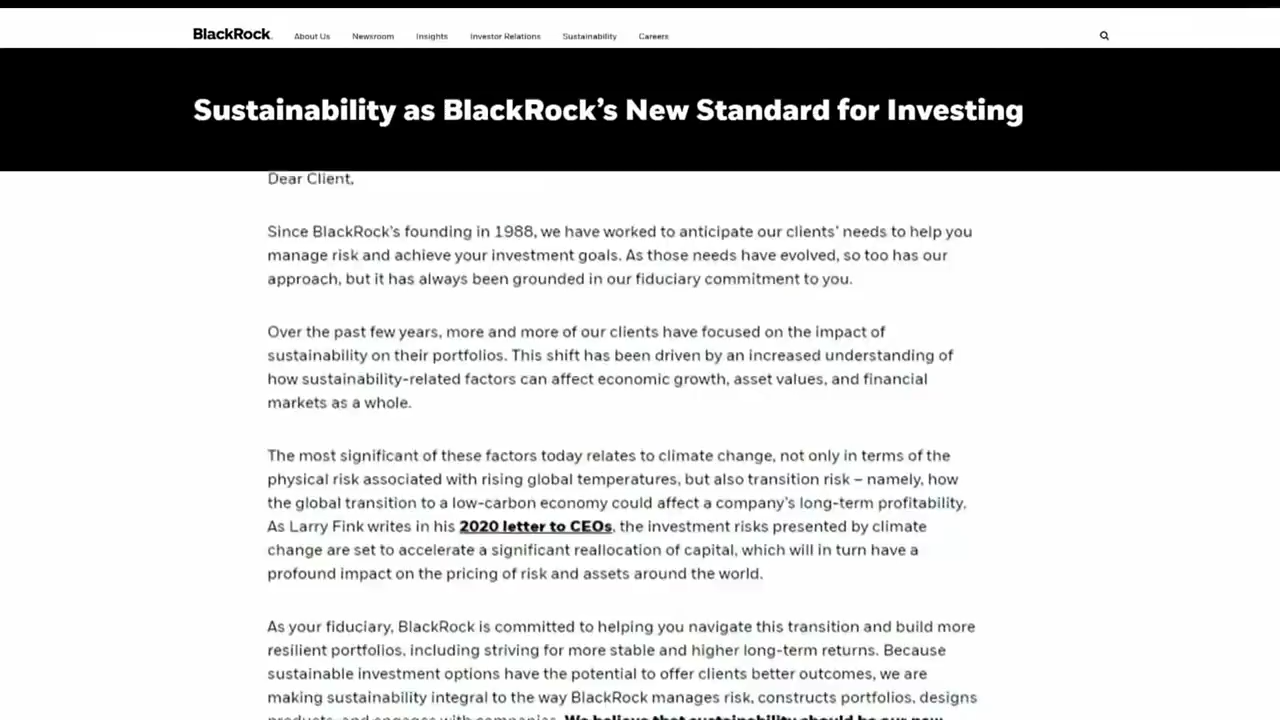 BlackRock. About Us Newsroom Insights Investor Relations Sustainability Careers
Sustainability as BlackRock’s New Standard for Investing
Dear Client,
Since BlackRock’s founding in 1988, we have worked to anticipate our clients’ needs to help you
manage risk and achieve your investment goals. As those needs have evolved, so too has our
approach, but it has always been grounded in our fiduciary commitment to you.
Over the past few years, more and more of our clients have focused on the impact of
sustainability on their portfolios. This shift has been driven by an increased understanding of
how sustainability-related factors can affect economic growth, asset values, and financial
markets as a whole.
The most significant of these factors today relates to climate change, not only in terms of the
physical risk associated with rising global temperatures, but also transition risk – namely, how
the global transition to a low-carbon economy could affect a company’s long-term profitability.
As Larry Fink writes in his 2020 letter to CEOs, the investment risks presented by climate
change are set to accelerate a significant reallocation of capital, which will in turn have a
profound impact on the pricing of risk and assets around the world.
As your fiduciary, BlackRock is committed to helping you navigate this transition and build more
resilient portfolios, including striving for more stable and higher long-term returns. Because
sustainable investment options have the potential to offer clients better outcomes, we are
making sustainability integral to the way BlackRock manages risk, constructs portfolios, designs
products, and engages with companies. We believe that sustainability should be our new